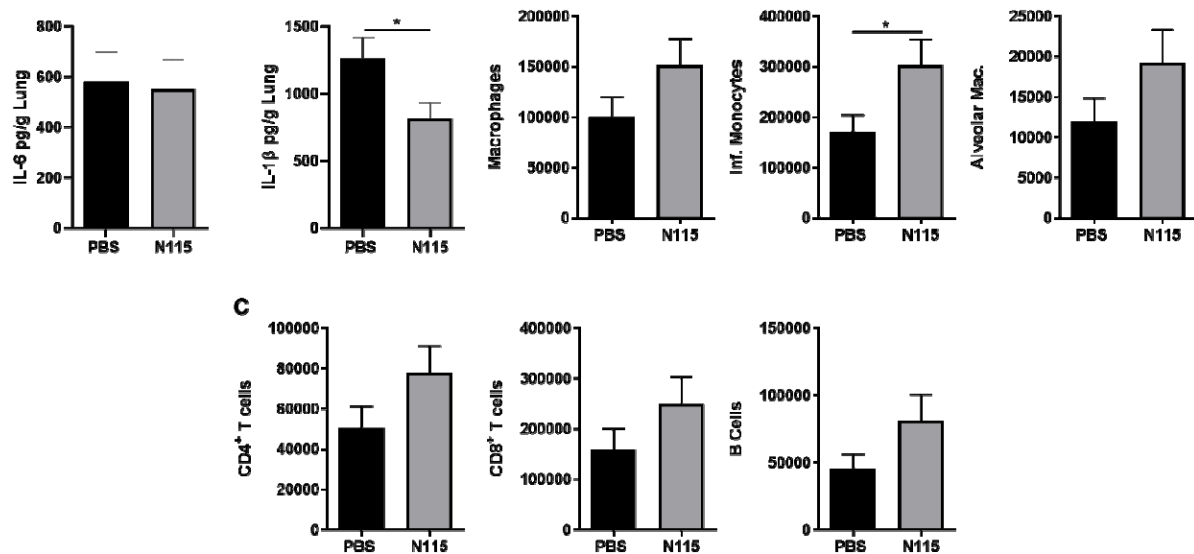 IL-6 pg/g Lung
800
600
400
200
0
PBS N115
IL-1β pg/g Lung
1500
1000
500
0
*
PBS N115
Macrophages
200000
150000
100000
50000
0
PBS N115
Inf. Monocytes
400000
300000
200000
100000
0
*
PBS N115
Alveolar Mac.
25000
20000
15000
10000
5000
0
PBS N115
C
CD4+ T cells
100000
80000
60000
40000
20000
0
PBS N115
CD8+ T cells
400000
300000
200000
100000
0
PBS N115
B Cells
150000
100000
50000
0
PBS N115